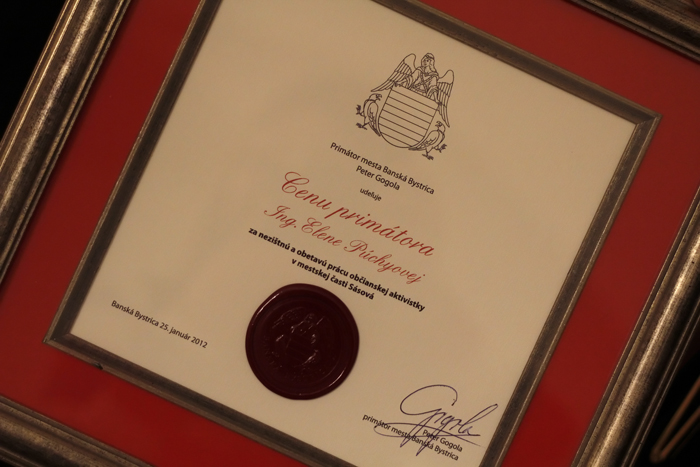 Primátor mesta Banská Bystrica
Peter Gogola
udeľuje
Cenu primátora
Ing. Elene Púchyovej
za nezištnú a obetavú prácu občianskej aktivistky
v mestskej časti Sásová
Banská Bystrica 25. január 2012
Peter Gogola
primátor mesta Banská Bystrica